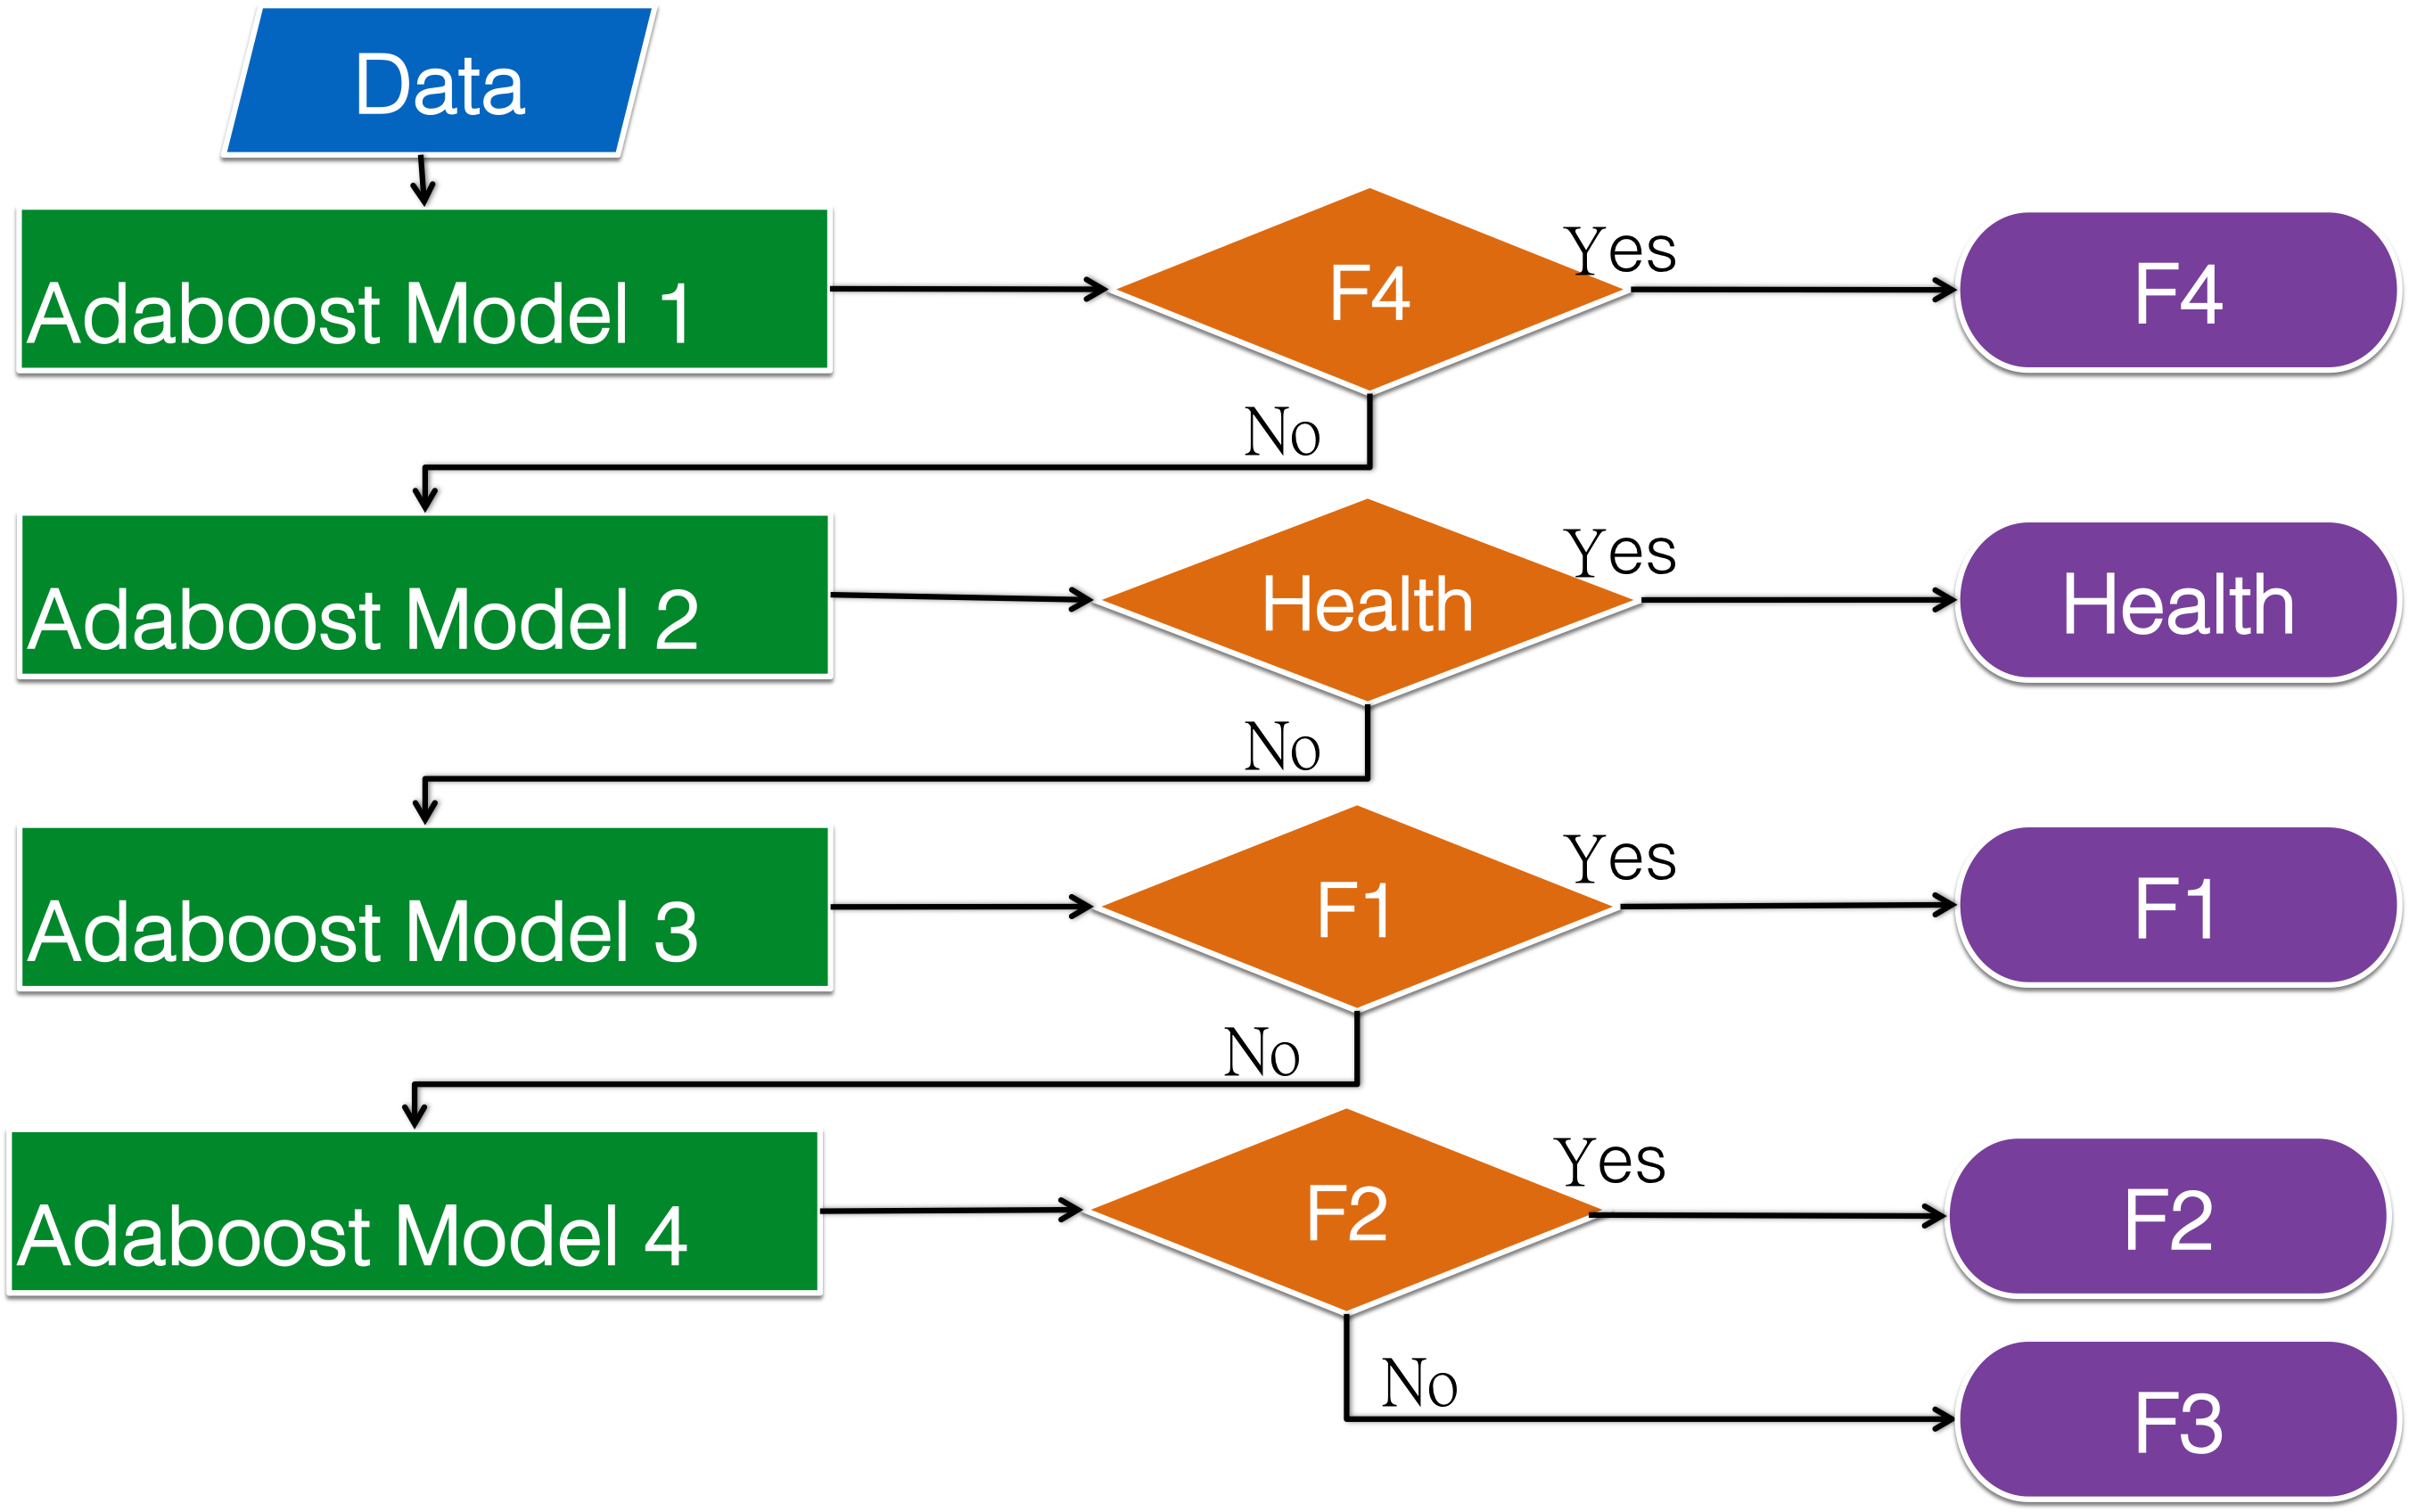 Data
Adaboost Model 1
F4
Yes
F4
No
Adaboost Model 2
Health
Yes
Health
No
Adaboost Model 3
F1
Yes
F1
No
Adaboost Model 4
F2
Yes
F2
No
F3